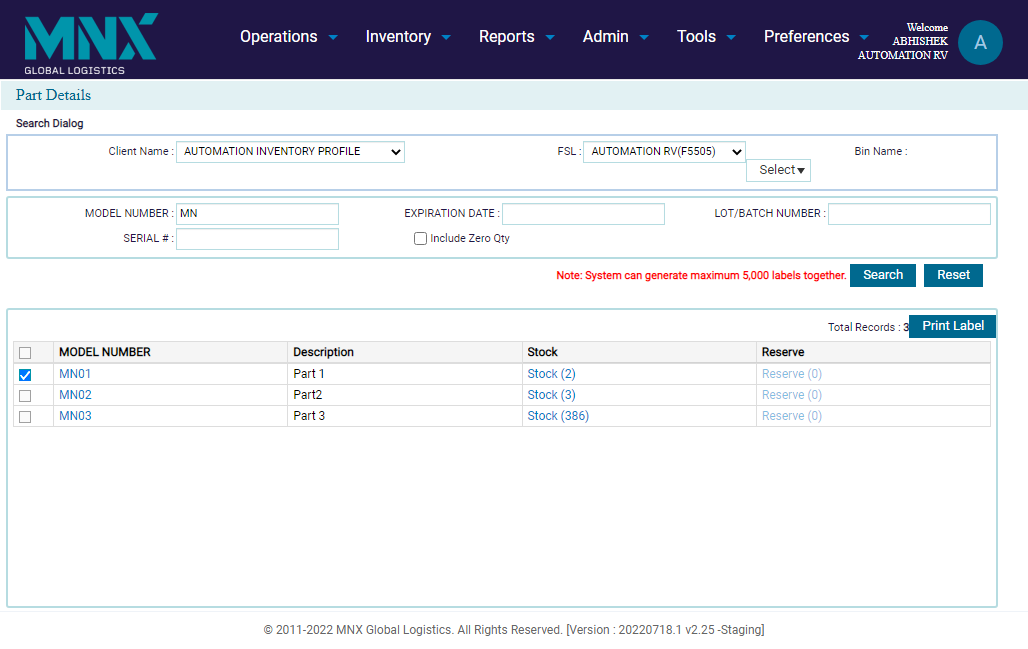 MNX
GLOBAL LOGISTICS
Operations Inventory Reports Admin Tools Preferences
Welcome
ABHISHEK
AUTOMATION RV
A
Part Details
Search Dialog
Client Name : AUTOMATION INVENTORY PROFILE FSL : AUTOMATION RV(F5505) Bin Name :
Select
MODEL NUMBER : MN EXPIRATION DATE : LOT/BATCH NUMBER :
SERIAL # : Include Zero Qty
Note: System can generate maximum 5,000 labels together. Search Reset
Total Records : 3 Print Label
MODEL NUMBER Description Stock Reserve
MN01 Part 1 Stock (2) Reserve (0)
MN02 Part2 Stock (3) Reserve (0)
MN03 Part 3 Stock (386) Reserve (0)
© 2011-2022 MNX Global Logistics. All Rights Reserved. [Version : 20220718.1 v2.25 -Staging]